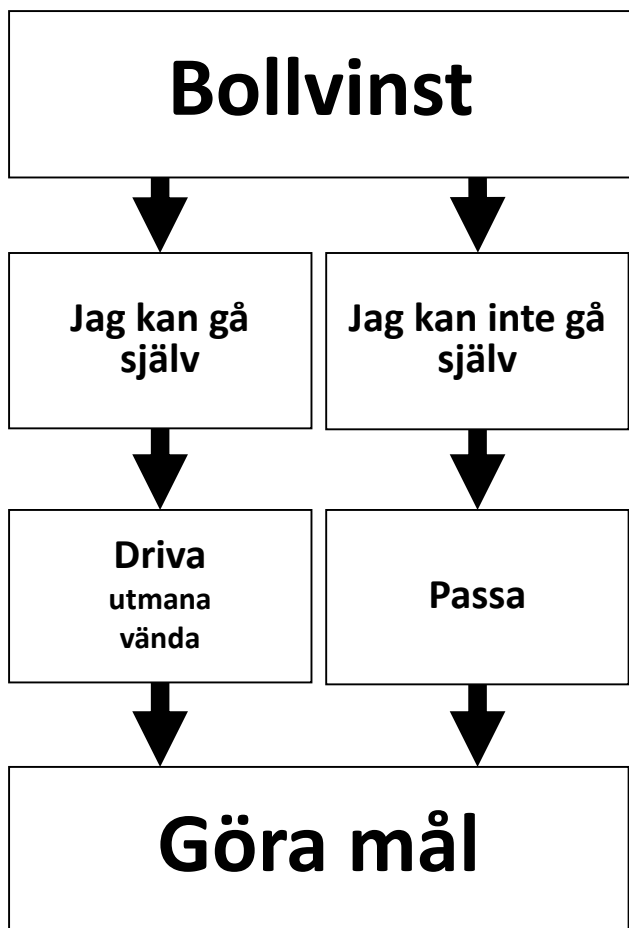 Bollvinst
Jag kan gå
själv
Jag kan inte gå
själv
Driva
utmana
vända
Passa
Göra mål